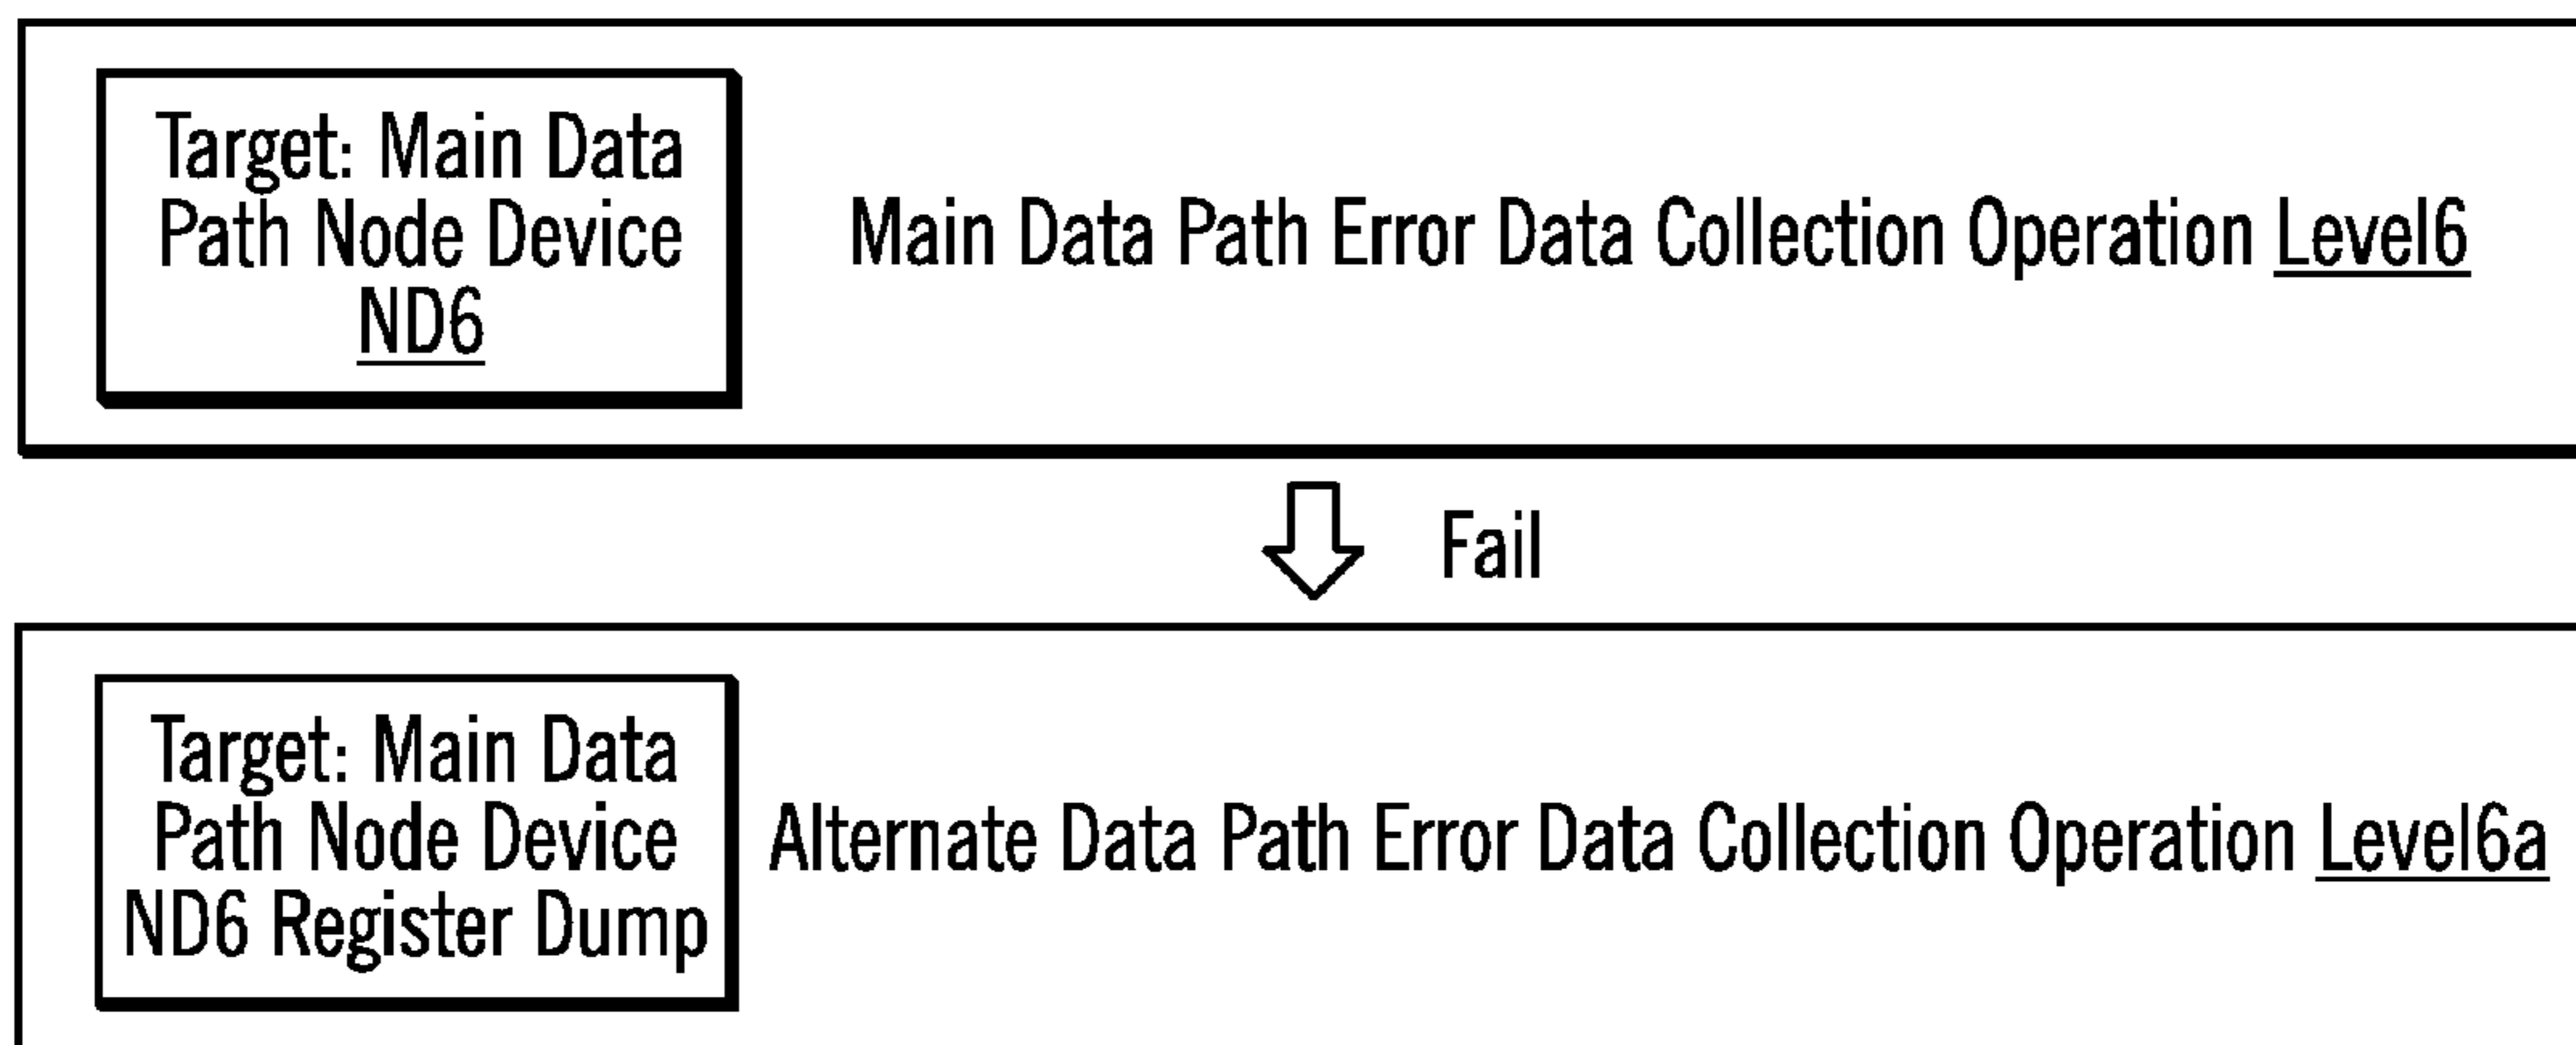 Target: Main Data
Path Node Device
ND6
Main Data Path Error Data Collection Operation Level6
Fail
Target: Main Data
Path Node Device
ND6 Register Dump
Alternate Data Path Error Data Collection Operation Level6a